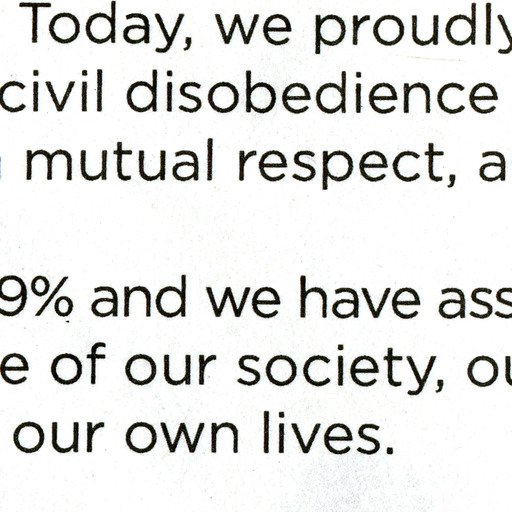 Today, we proudly
civil disobedience
mutual respect, a
9% and we have ass
e of our society, ou
our own lives.